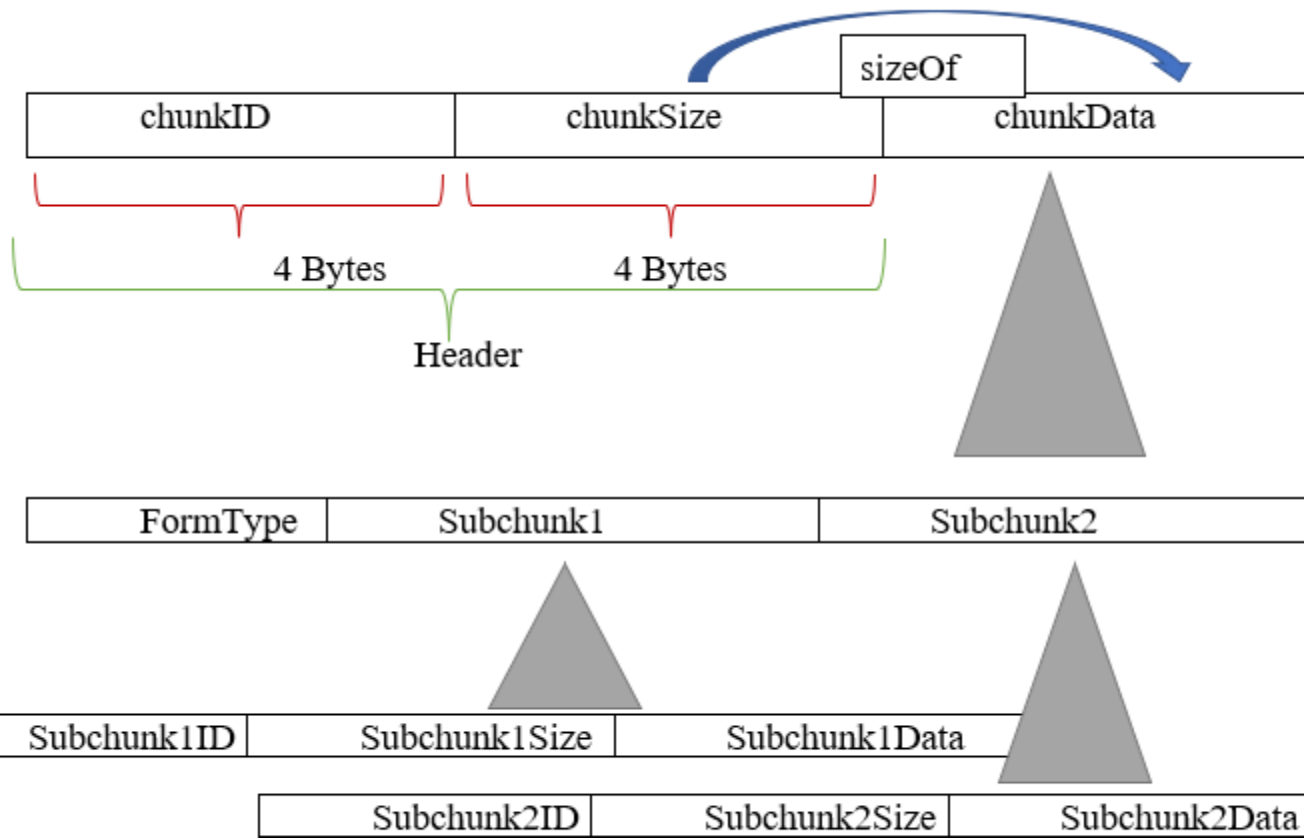 sizeOf
chunkID chunkSize chunkData
4 Bytes 4 Bytes
Header
FormType Subchunk1 Subchunk2
Subchunk1ID Subchunk1Size Subchunk1Data
Subchunk2ID Subchunk2Size Subchunk2Data